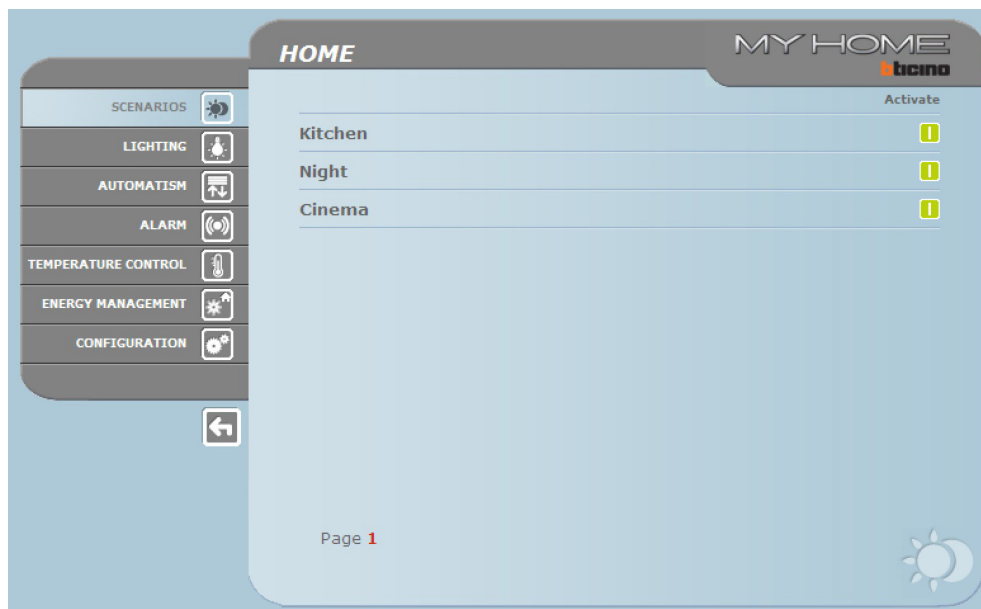 HOME
MY HOME
bticino
SCENARIOS
LIGHTING
AUTOMATISM
ALARM
TEMPERATURE CONTROL
ENERGY MANAGEMENT
CONFIGURATION
Activate
Kitchen
Night
Cinema
Page 1